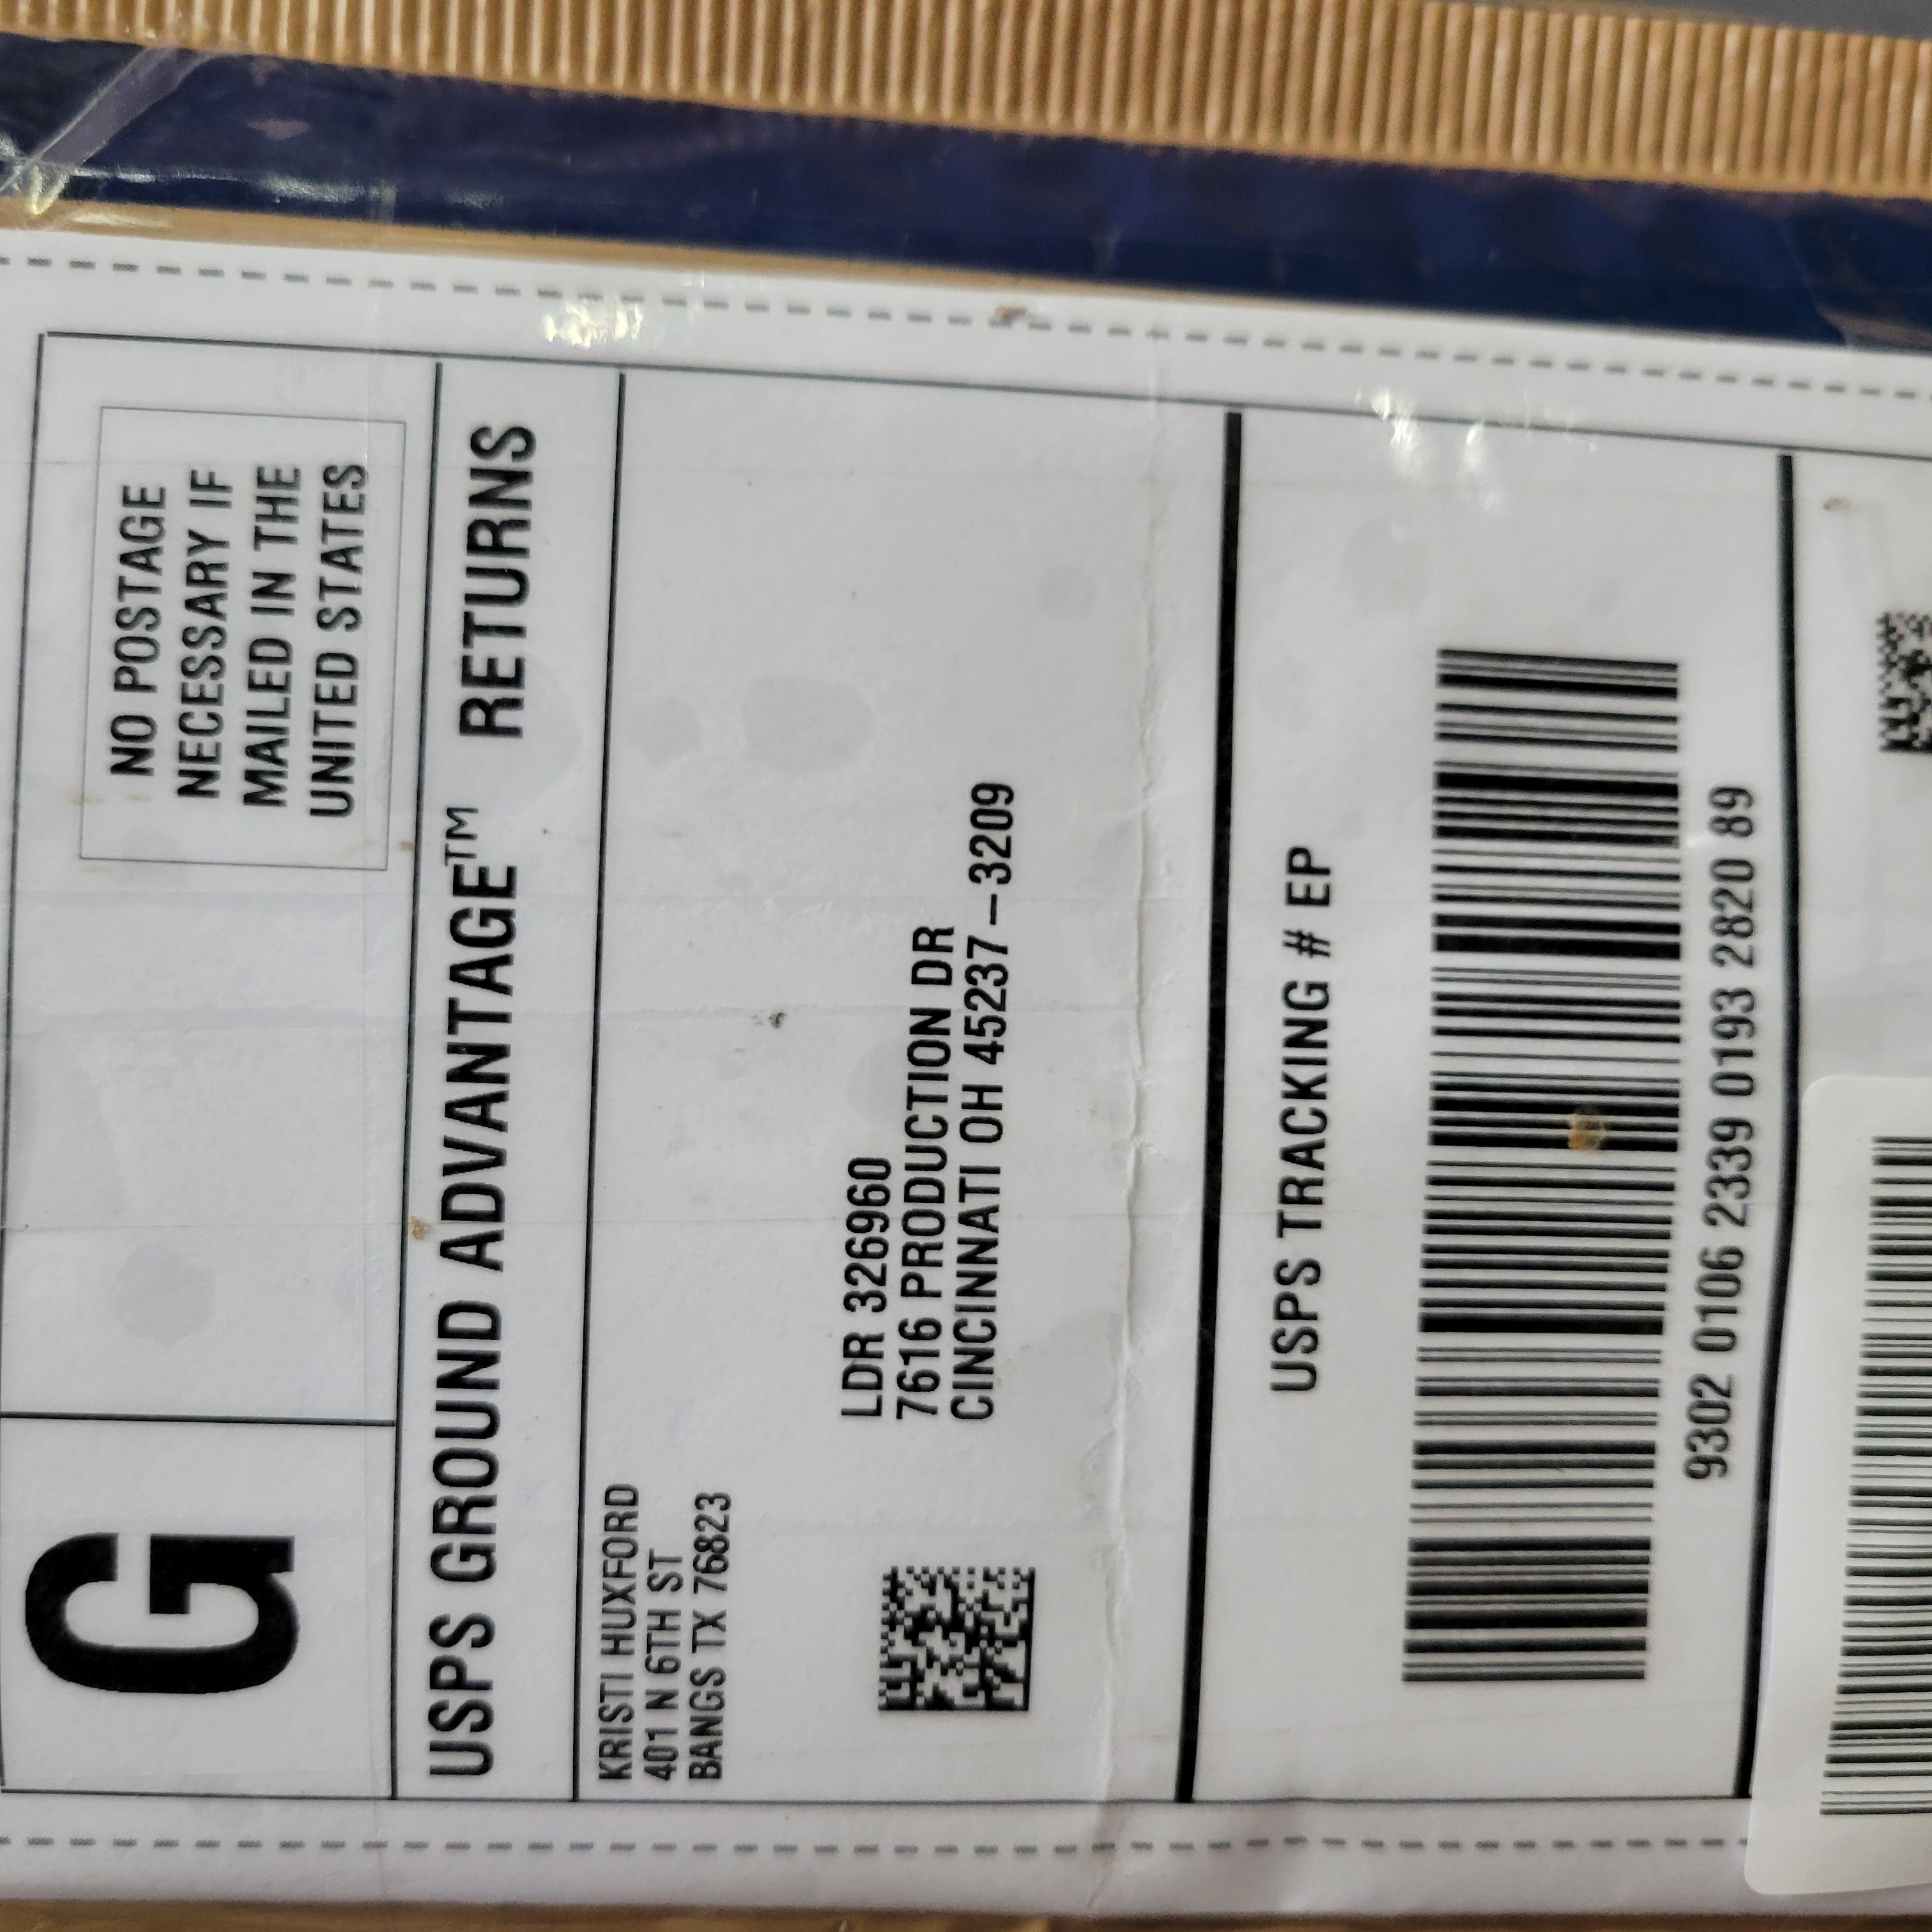 G
NO POSTAGE
NECESSARY IF
MAILED IN THE
UNITED STATES
USPS GROUND ADVANTAGE™ RETURNS
KRISTI HUXFORD
401 N 6TH ST
BANGS TX 76823
LDR 326960
7616 PRODUCTION DR
CINCINNATI OH 45237-3209
USPS TRACKING # EP
9302 0106 2339 0193 2820 89